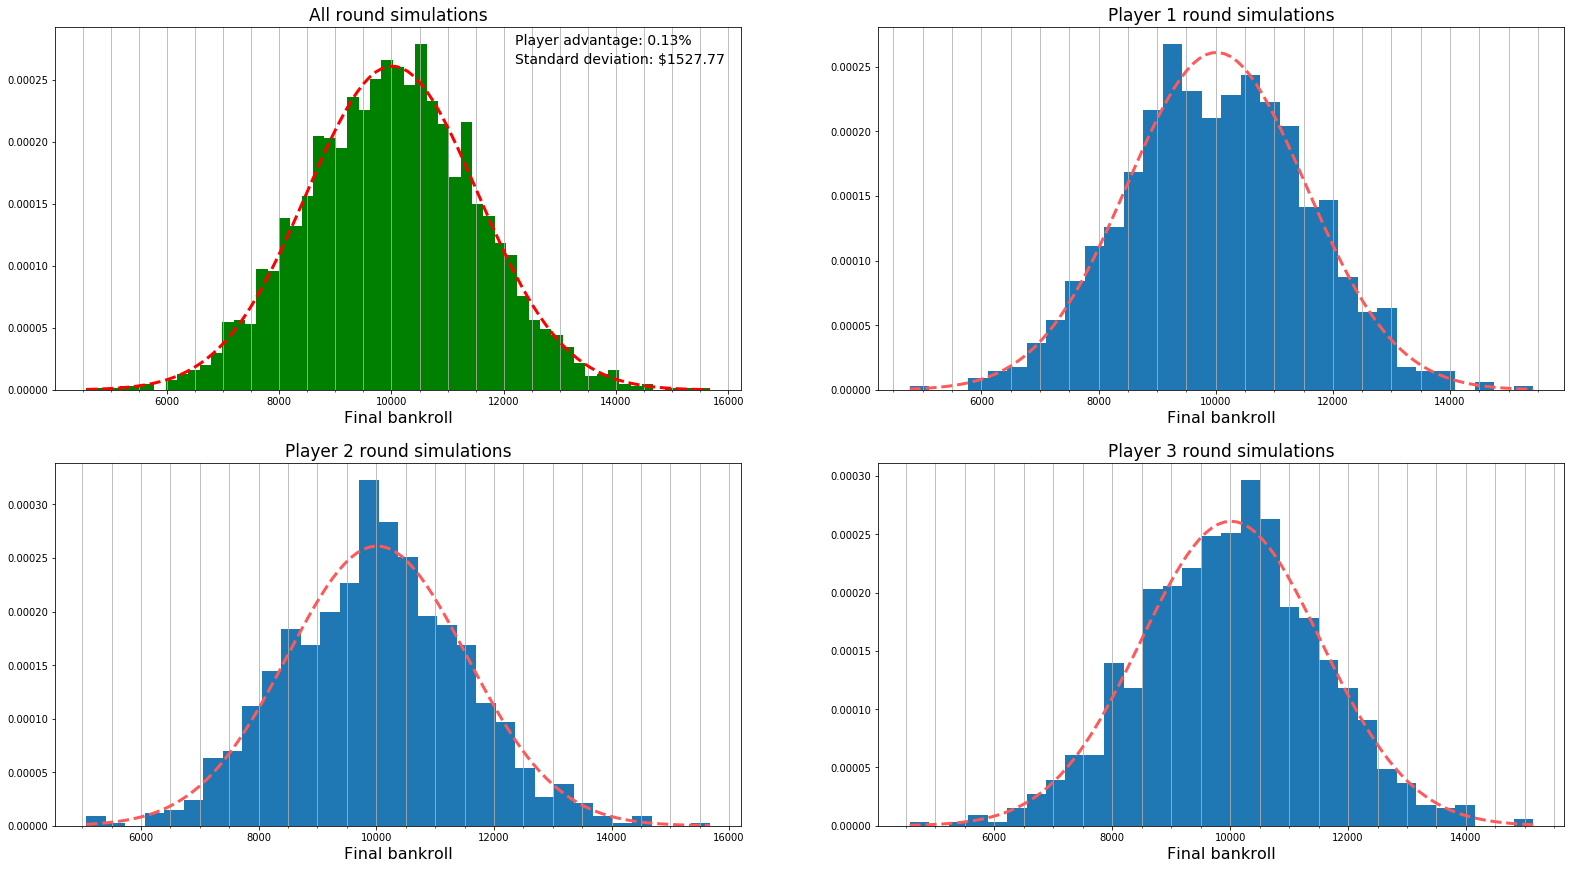 All round simulations
Player advantage: 0.13%
Standard deviation: $1527.77
0.00025
0.00020
0.00015
0.00010
0.00005
0.00000
6000 8000 10000 12000 14000 16000
Final bankroll
Player 1 round simulations
0.00025
0.00020
0.00015
0.00010
0.00005
0.00000
6000 8000 10000 12000 14000
Final bankroll
Player 2 round simulations
0.00030
0.00025
0.00020
0.00015
0.00010
0.00005
0.00000
6000 8000 10000 12000 14000 16000
Final bankroll
Player 3 round simulations
0.00030
0.00025
0.00020
0.00015
0.00010
0.00005
0.00000
6000 8000 10000 12000 14000
Final bankroll